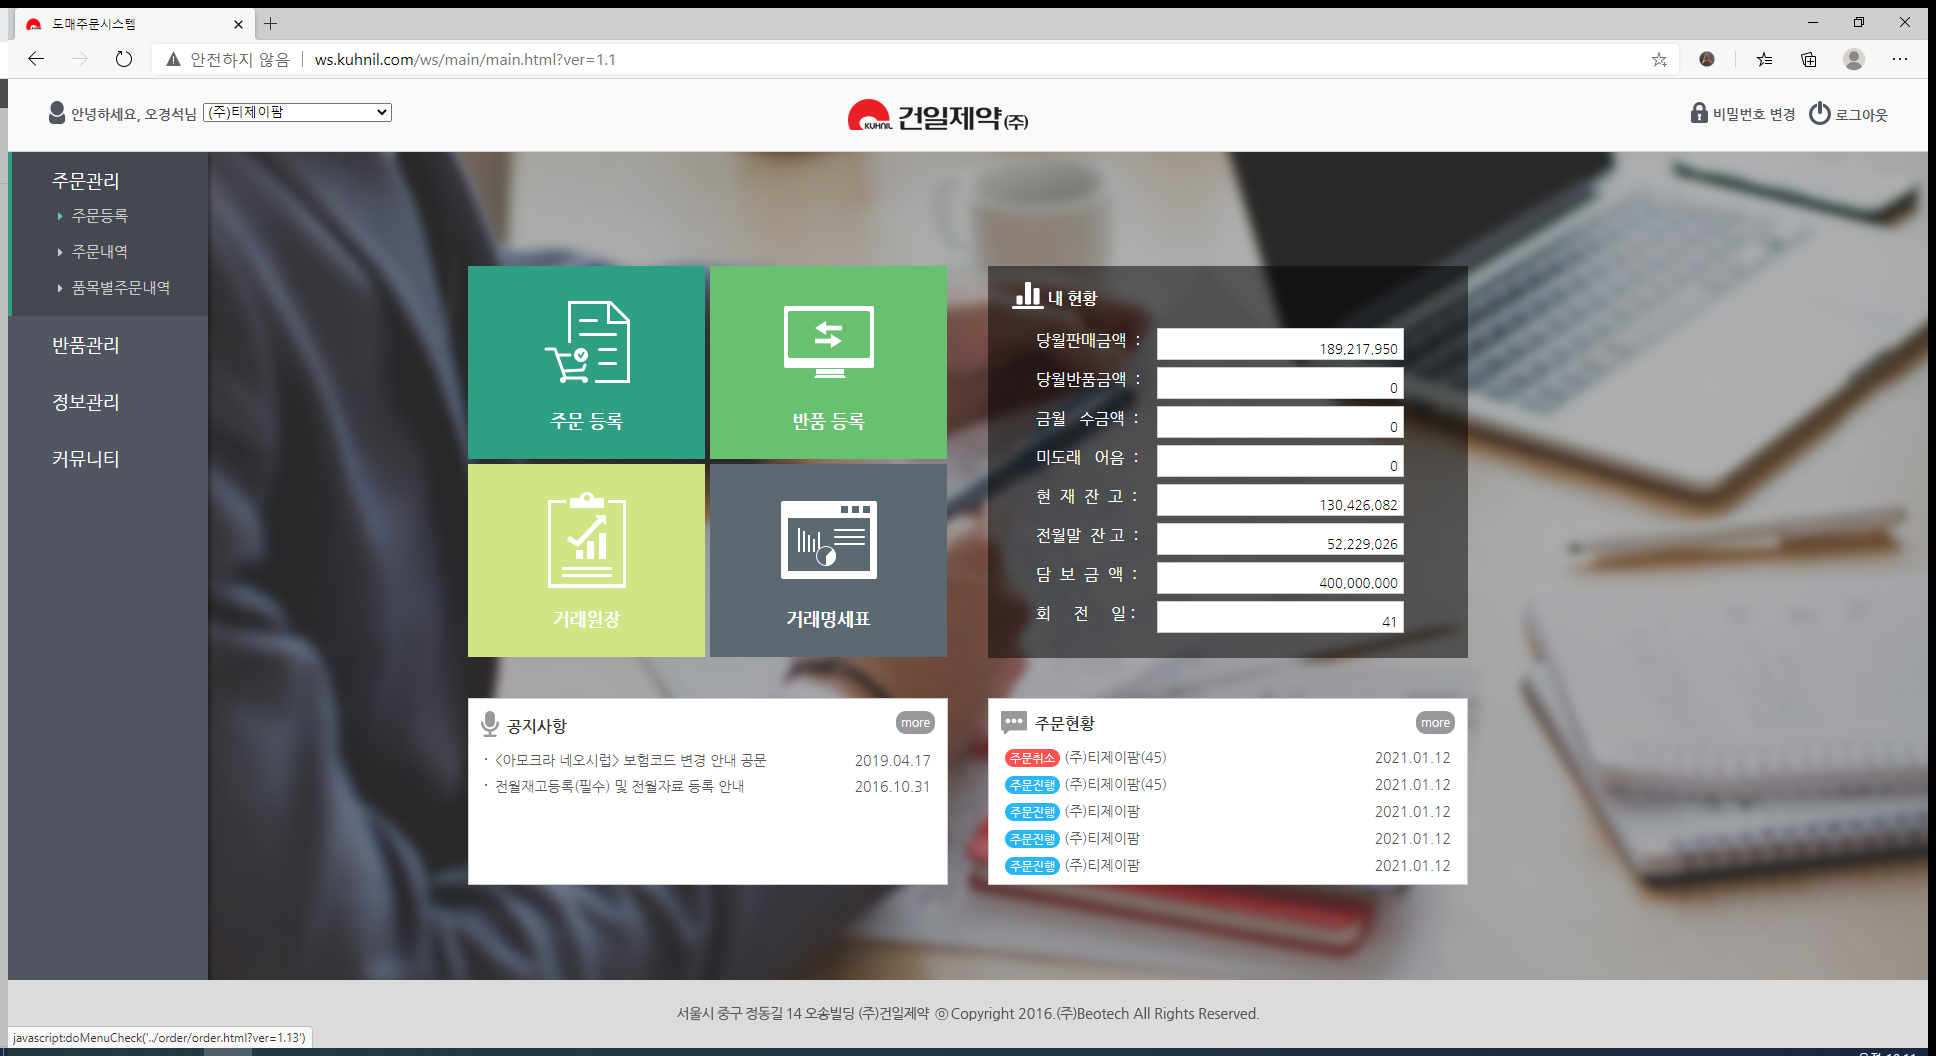 도매주문시스템
안전하지 않음 ws.kuhnil.com/ws/main/main.html?ver=1.1
안녕하세요, 오경석님 (주)티제이팜
KUHNIL 건일제약(주)
비밀번호 변경 로그아웃
주문관리
주문등록
주문내역
품목별주문내역
반품관리
정보관리
커뮤니티
주문 등록
반품 등록
거래원장
거래명세표
내 현황
당월판매금액 : 189,217,950
당월반품금액 : 0
금월 수금액 : 0
미도래 어음 : 0
현 재 잔 고 : 130,426,082
전월말 잔 고 : 52,229,026
담 보 금 액 : 400,000,000
회 전 일 : 41
공지사항 more
· <아모크라 네오시럽> 보험코드 변경 안내 공문 2019.04.17
· 전월재고등록(필수) 및 전월자료 등록 안내 2016.10.31
주문현황 more
주문취소 (주)티제이팜(45) 2021.01.12
주문진행 (주)티제이팜(45) 2021.01.12
주문진행 (주)티제이팜 2021.01.12
주문진행 (주)티제이팜 2021.01.12
주문진행 (주)티제이팜 2021.01.12
서울시 중구 정동길 14 오송빌딩 (주)건일제약 ⓒ Copyright 2016.(주)Beotech All Rights Reserved.
javascript:doMenuCheck('../order/order.html?ver=1.13')